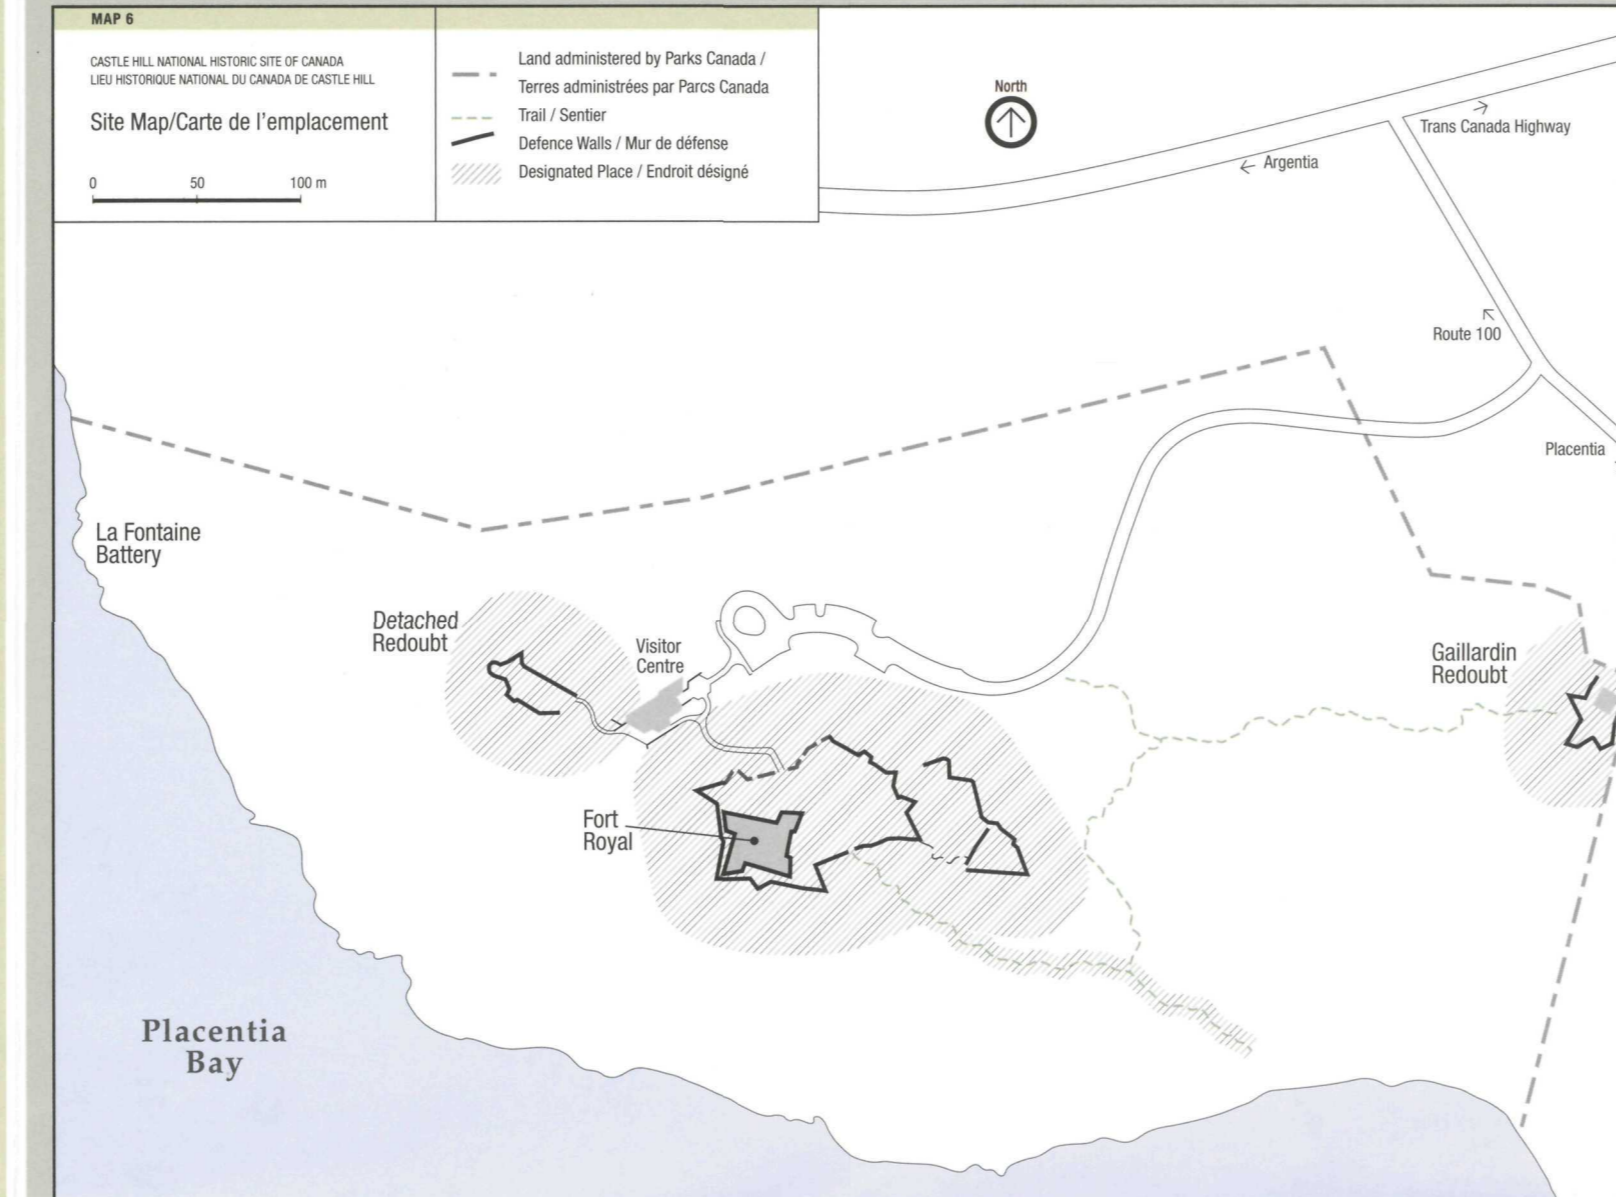 MAP 6
CASTLE HILL NATIONAL HISTORIC SITE OF CANADA
LIEU HISTORIQUE NATIONAL DU CANADA DE CASTLE HILL
Site Map/Carte de l'emplacement
0 50 100 m
Land administered by Parks Canada /
Terres administrées par Parcs Canada
Trail / Sentier
Defence Walls / Mur de défense
Designated Place / Endroit désigné
North
Trans Canada Highway
Argentia
Route 100
Placentia
La Fontaine
Battery
Detached
Redoubt
Visitor
Centre
Gaillardin
Redoubt
Fort
Royal
Placentia
Bay